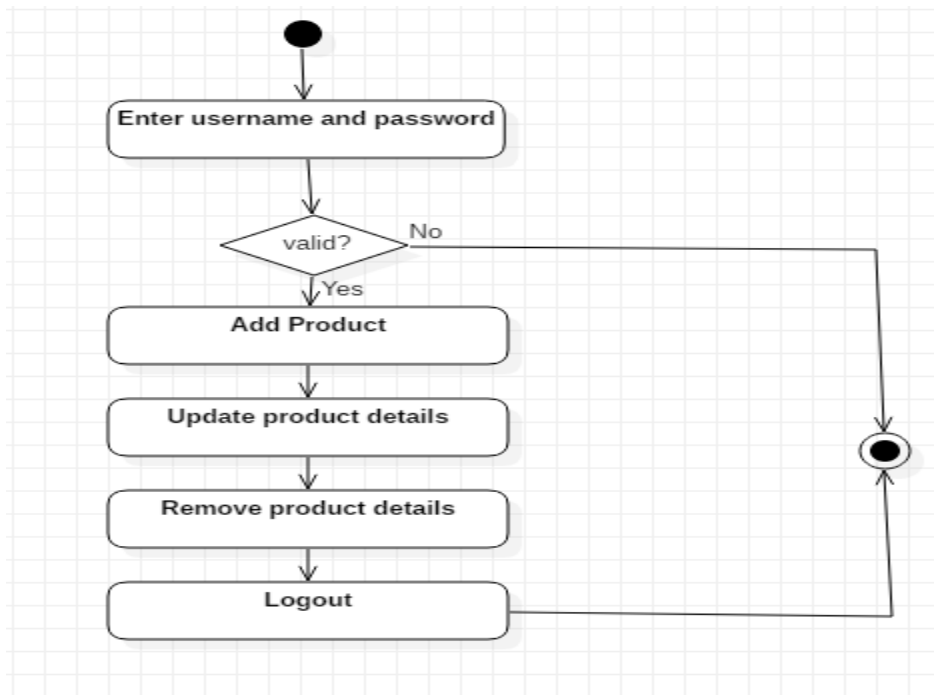 Enter username and password
valid?
No
Yes
Add Product
Update product details
Remove product details
Logout